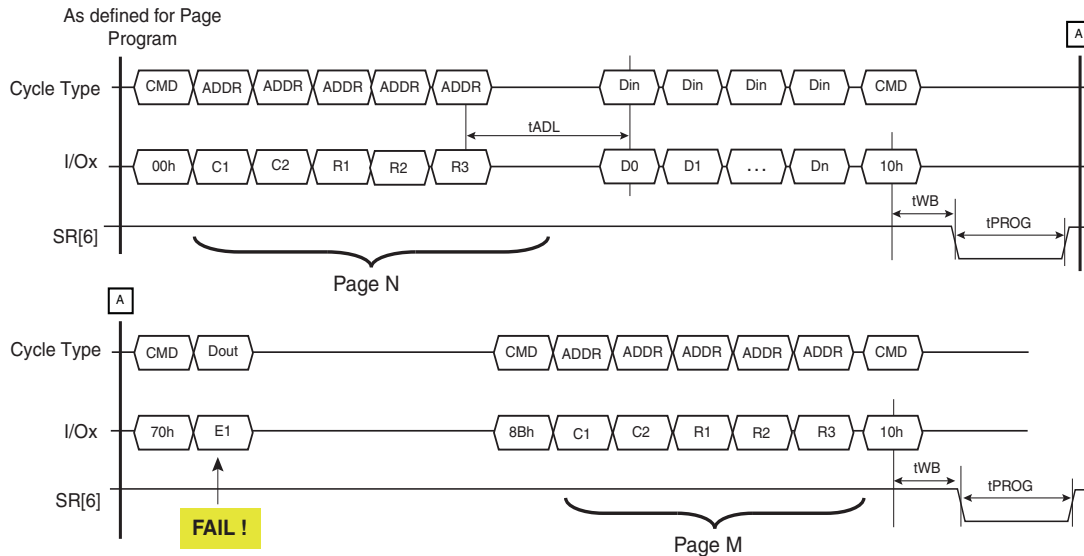 As defined for Page
Program
A
Cycle Type CMD ADDR ADDR ADDR ADDR ADDR Din Din Din Din CMD
tADL
I/Ox 00h C1 C2 R1 R2 R3 D0 D1 ... Dn 10h
tWB
tPROG
SR[6]
Page N
A
Cycle Type CMD Dout CMD ADDR ADDR ADDR ADDR ADDR CMD
I/Ox 70h E1 8Bh C1 C2 R1 R2 R3 10h
tWB
tPROG
SR[6]
FAIL !
Page M